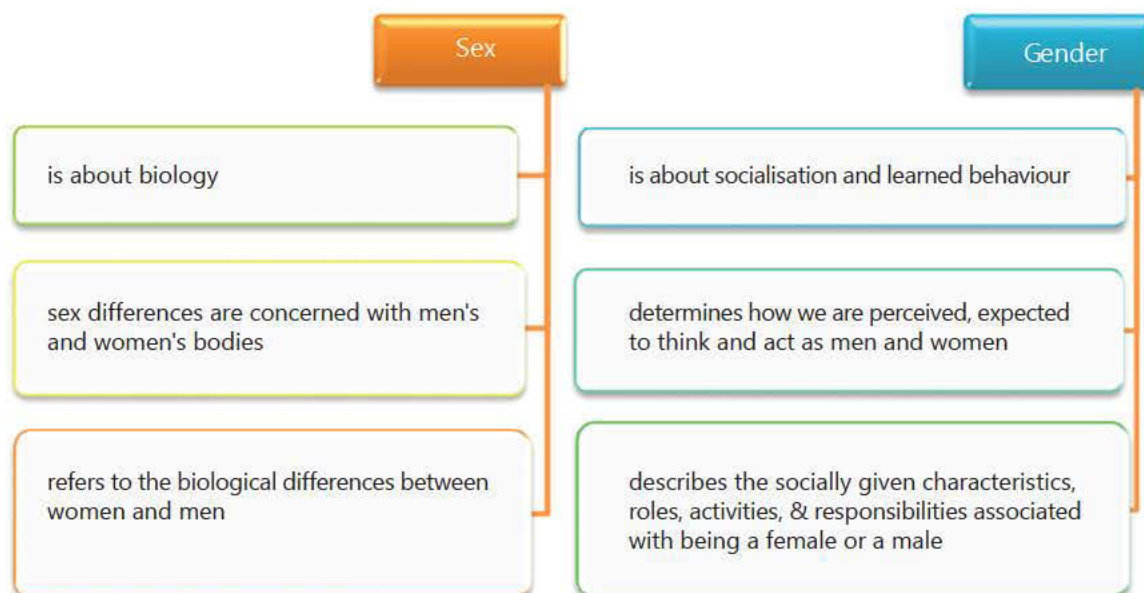 Sex
is about biology
sex differences are concerned with men's
and women's bodies
refers to the biological differences between
women and men
Gender
is about socialisation and learned behaviour
determines how we are perceived, expected
to think and act as men and women
describes the socially given characteristics,
roles, activities, & responsibilities associated
with being a female or a male